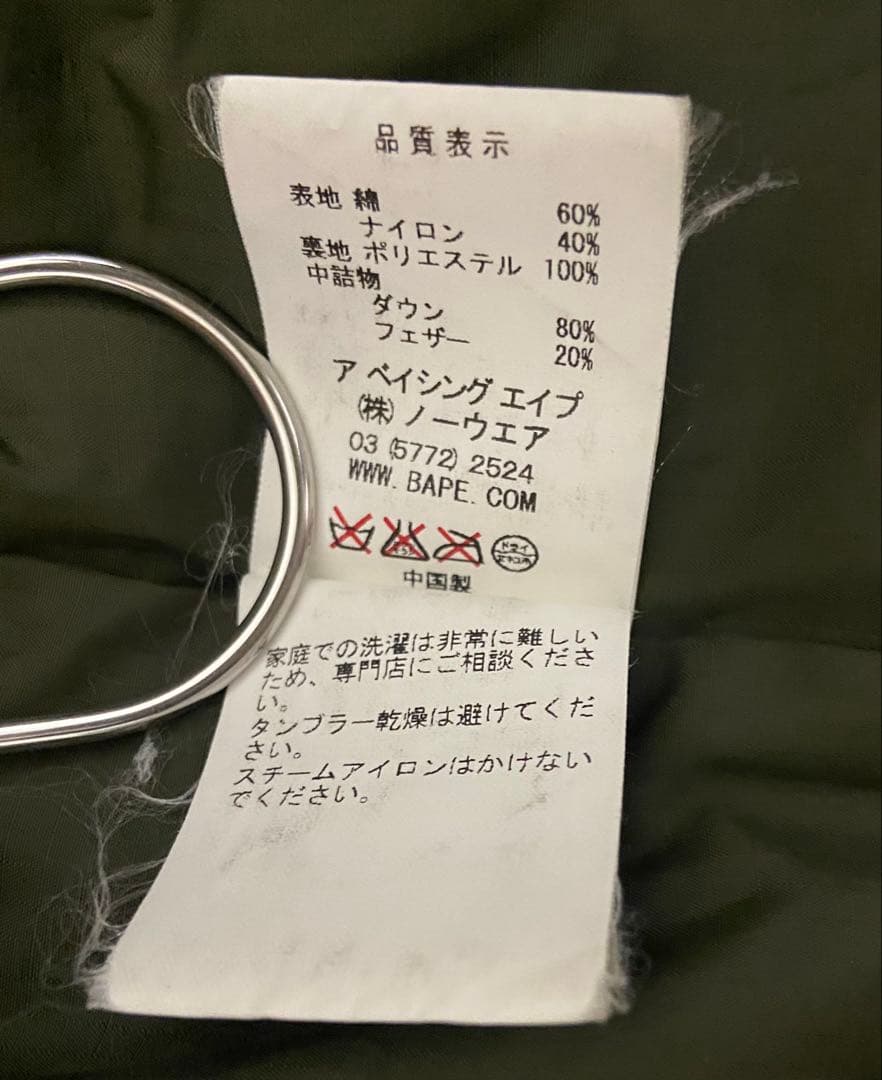 品質表示
表地 綿 60%
ナイロン 40%
裏地 ポリエステル 100%
中詰物
ダウン 80%
フェザー 20%
ア ベイシング エイプ
(株) ノーウエア
03 (5772) 2524
WWW. BAPE. COM
ドライ
中国製
家庭での洗濯は非常に難しい
ため、専門店にご相談くださ
い。
タンブラー乾燥は避けてくだ
さい。
スチームアイロンはかけない
でください。